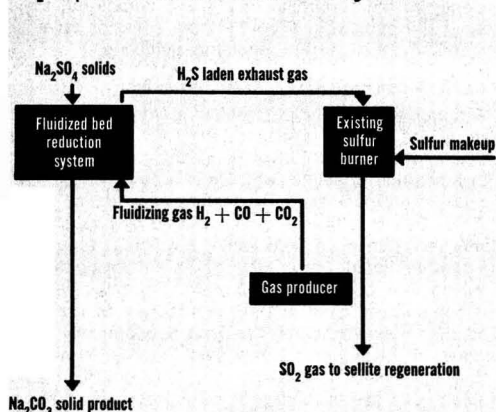 Na2SO4 solids
H2S laden exhaust gas
Fluidized bed
reduction
system
Existing
sulfur
burner
Sulfur makeup
Fluidizing gas H2 + CO + CO2
Gas producer
SO2 gas to sellite regeneration
Na2CO3 solid product